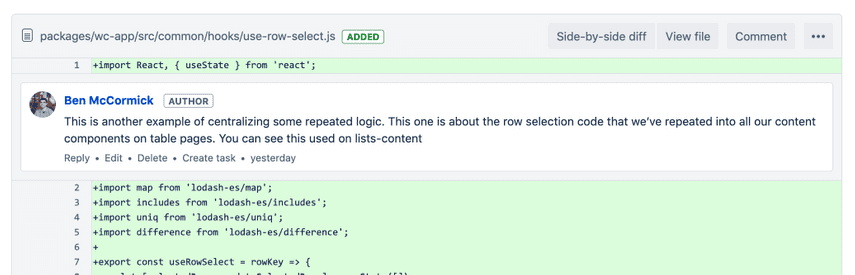 packages/wc-app/src/common/hooks/use-row-select.js ADDED Side-by-side diff View file Comment •••
1 +import React, { useState } from 'react';
Ben McCormick AUTHOR
This is another example of centralizing some repeated logic. This one is about the row selection code that we've repeated into all our content
components on table pages. You can see this used on lists-content
Reply • Edit • Delete • Create task • yesterday
2 +import map from 'lodash-es/map';
3 +import includes from 'lodash-es/includes';
4 +import uniq from 'lodash-es/uniq';
5 +import difference from 'lodash-es/difference';
6 +
7 +export const useRowSelect = rowKey => {